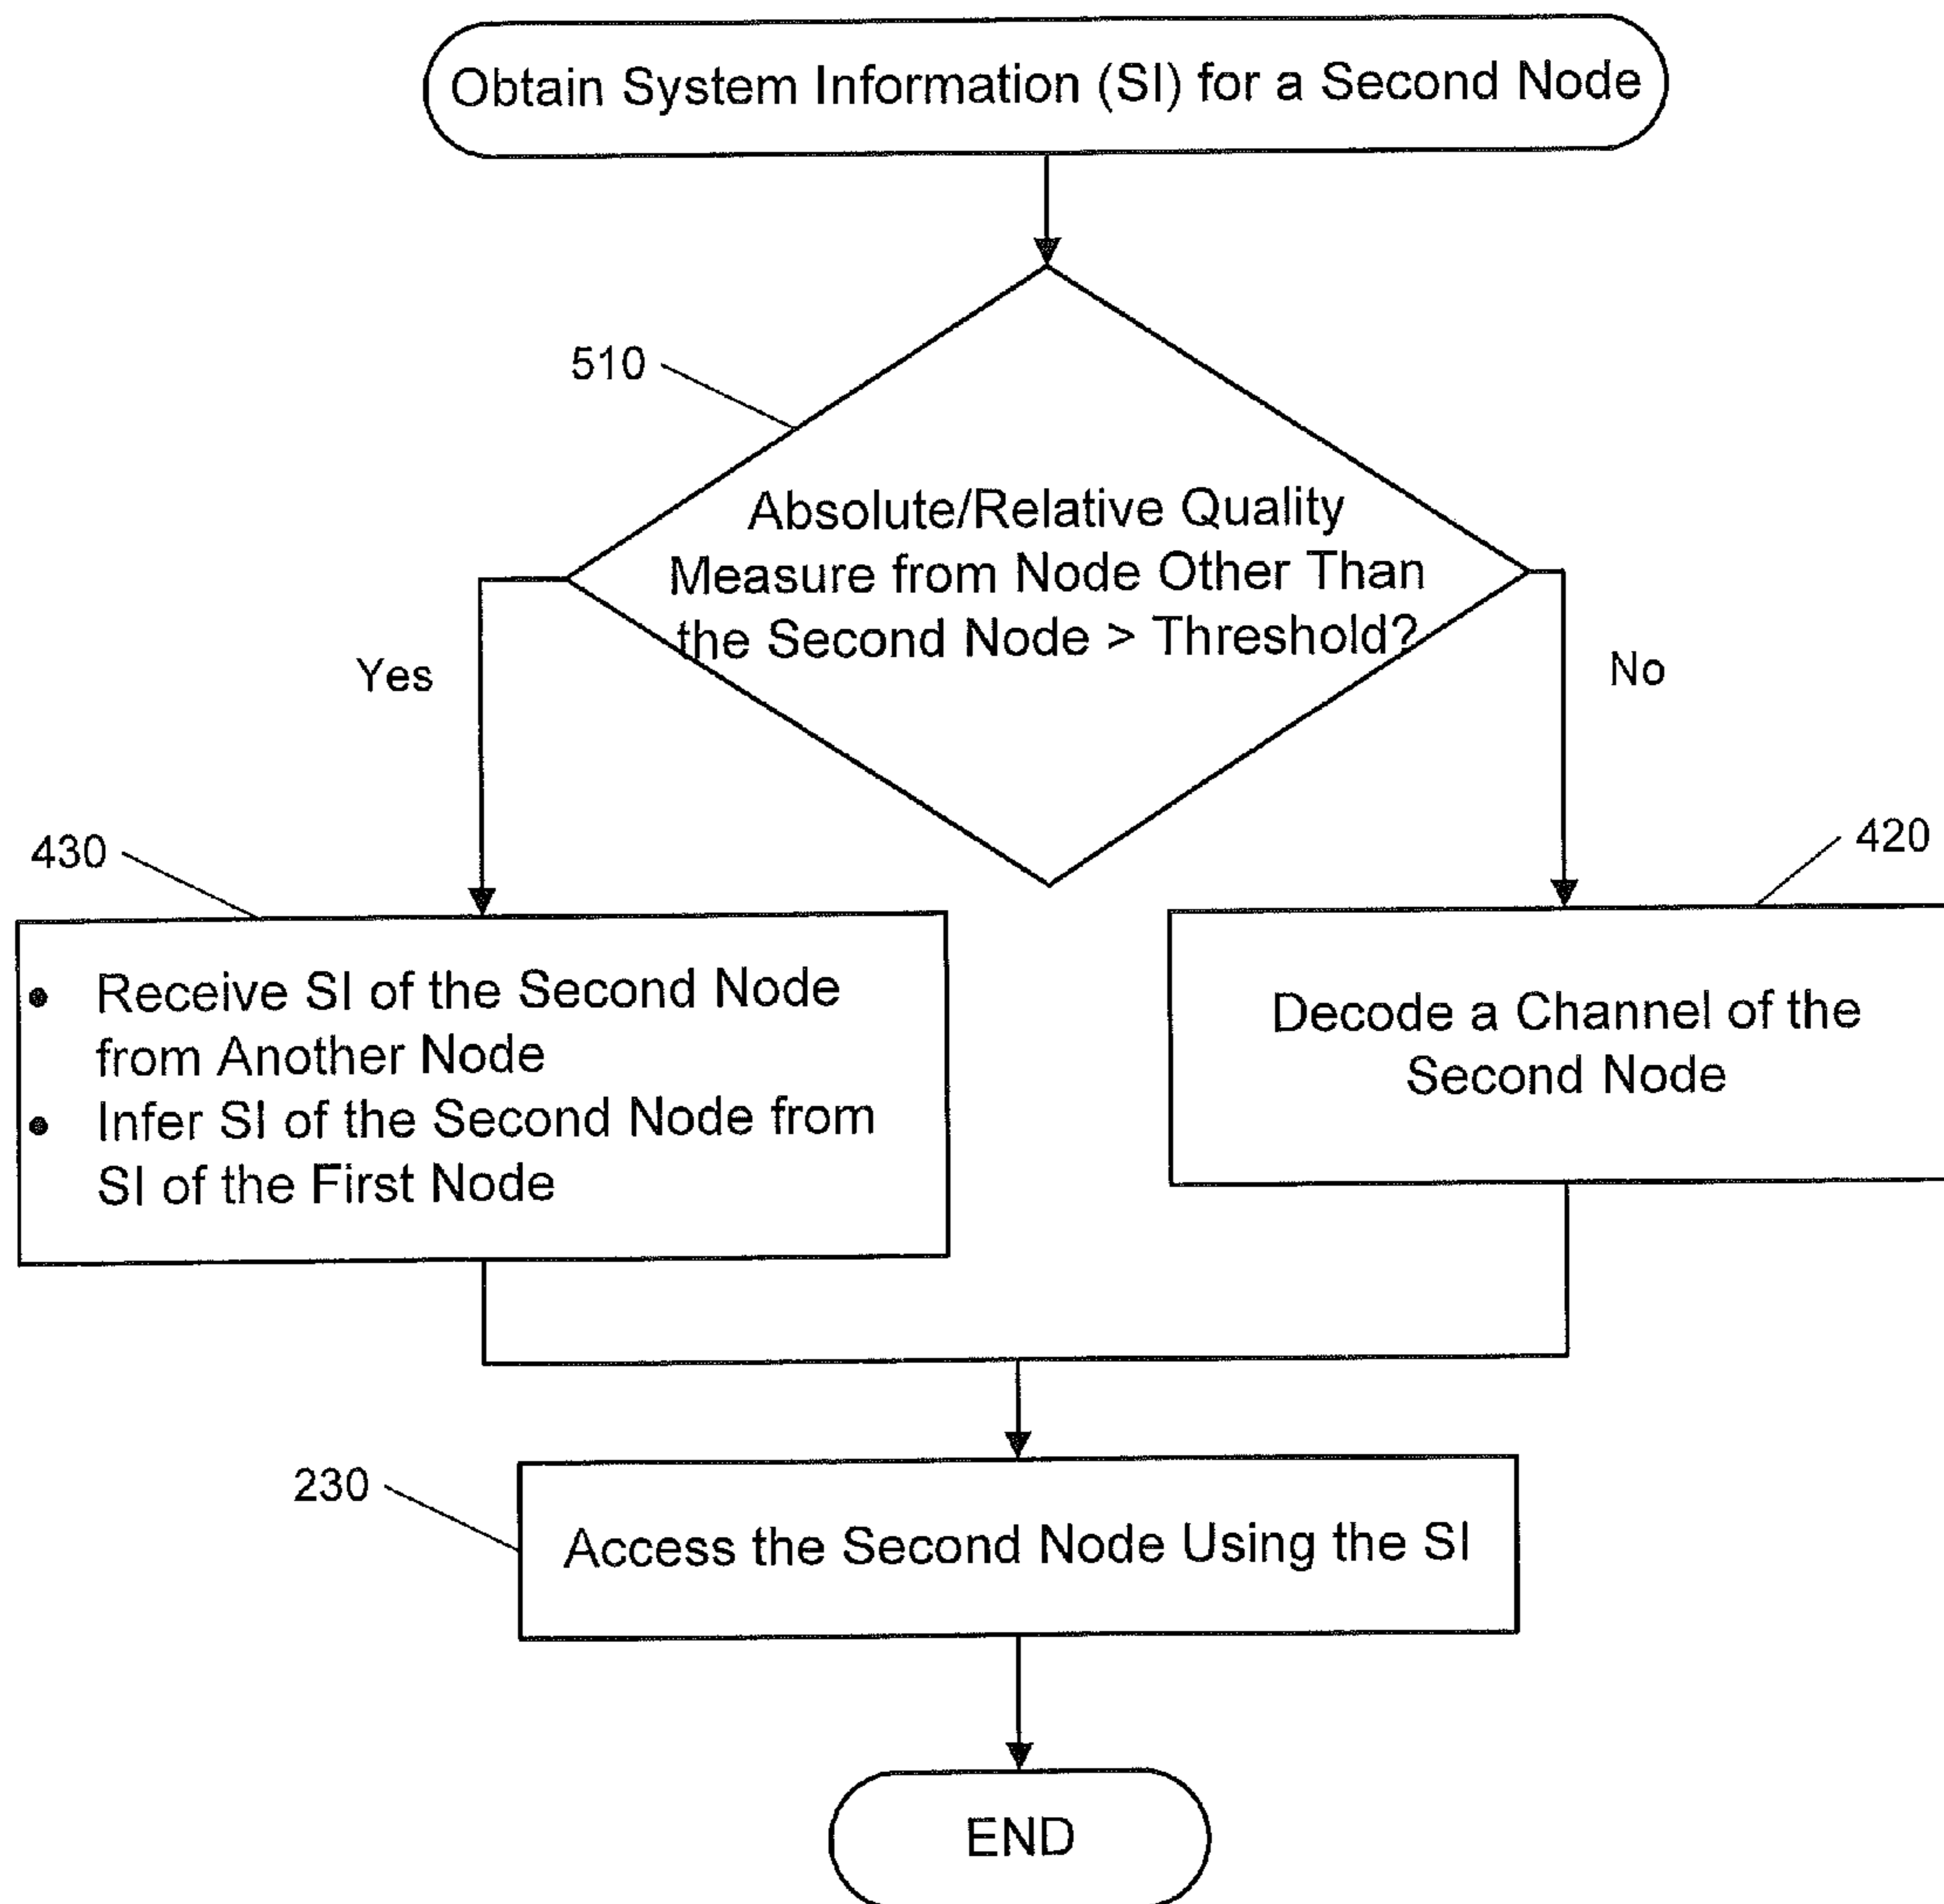 Obtain System Information (SI) for a Second Node
510
Absolute/Relative Quality
Measure from Node Other Than
the Second Node > Threshold?
Yes
No
430
420
• Receive SI of the Second Node
from Another Node
• Infer SI of the Second Node from
SI of the First Node
Decode a Channel of the
Second Node
230
Access the Second Node Using the SI
END